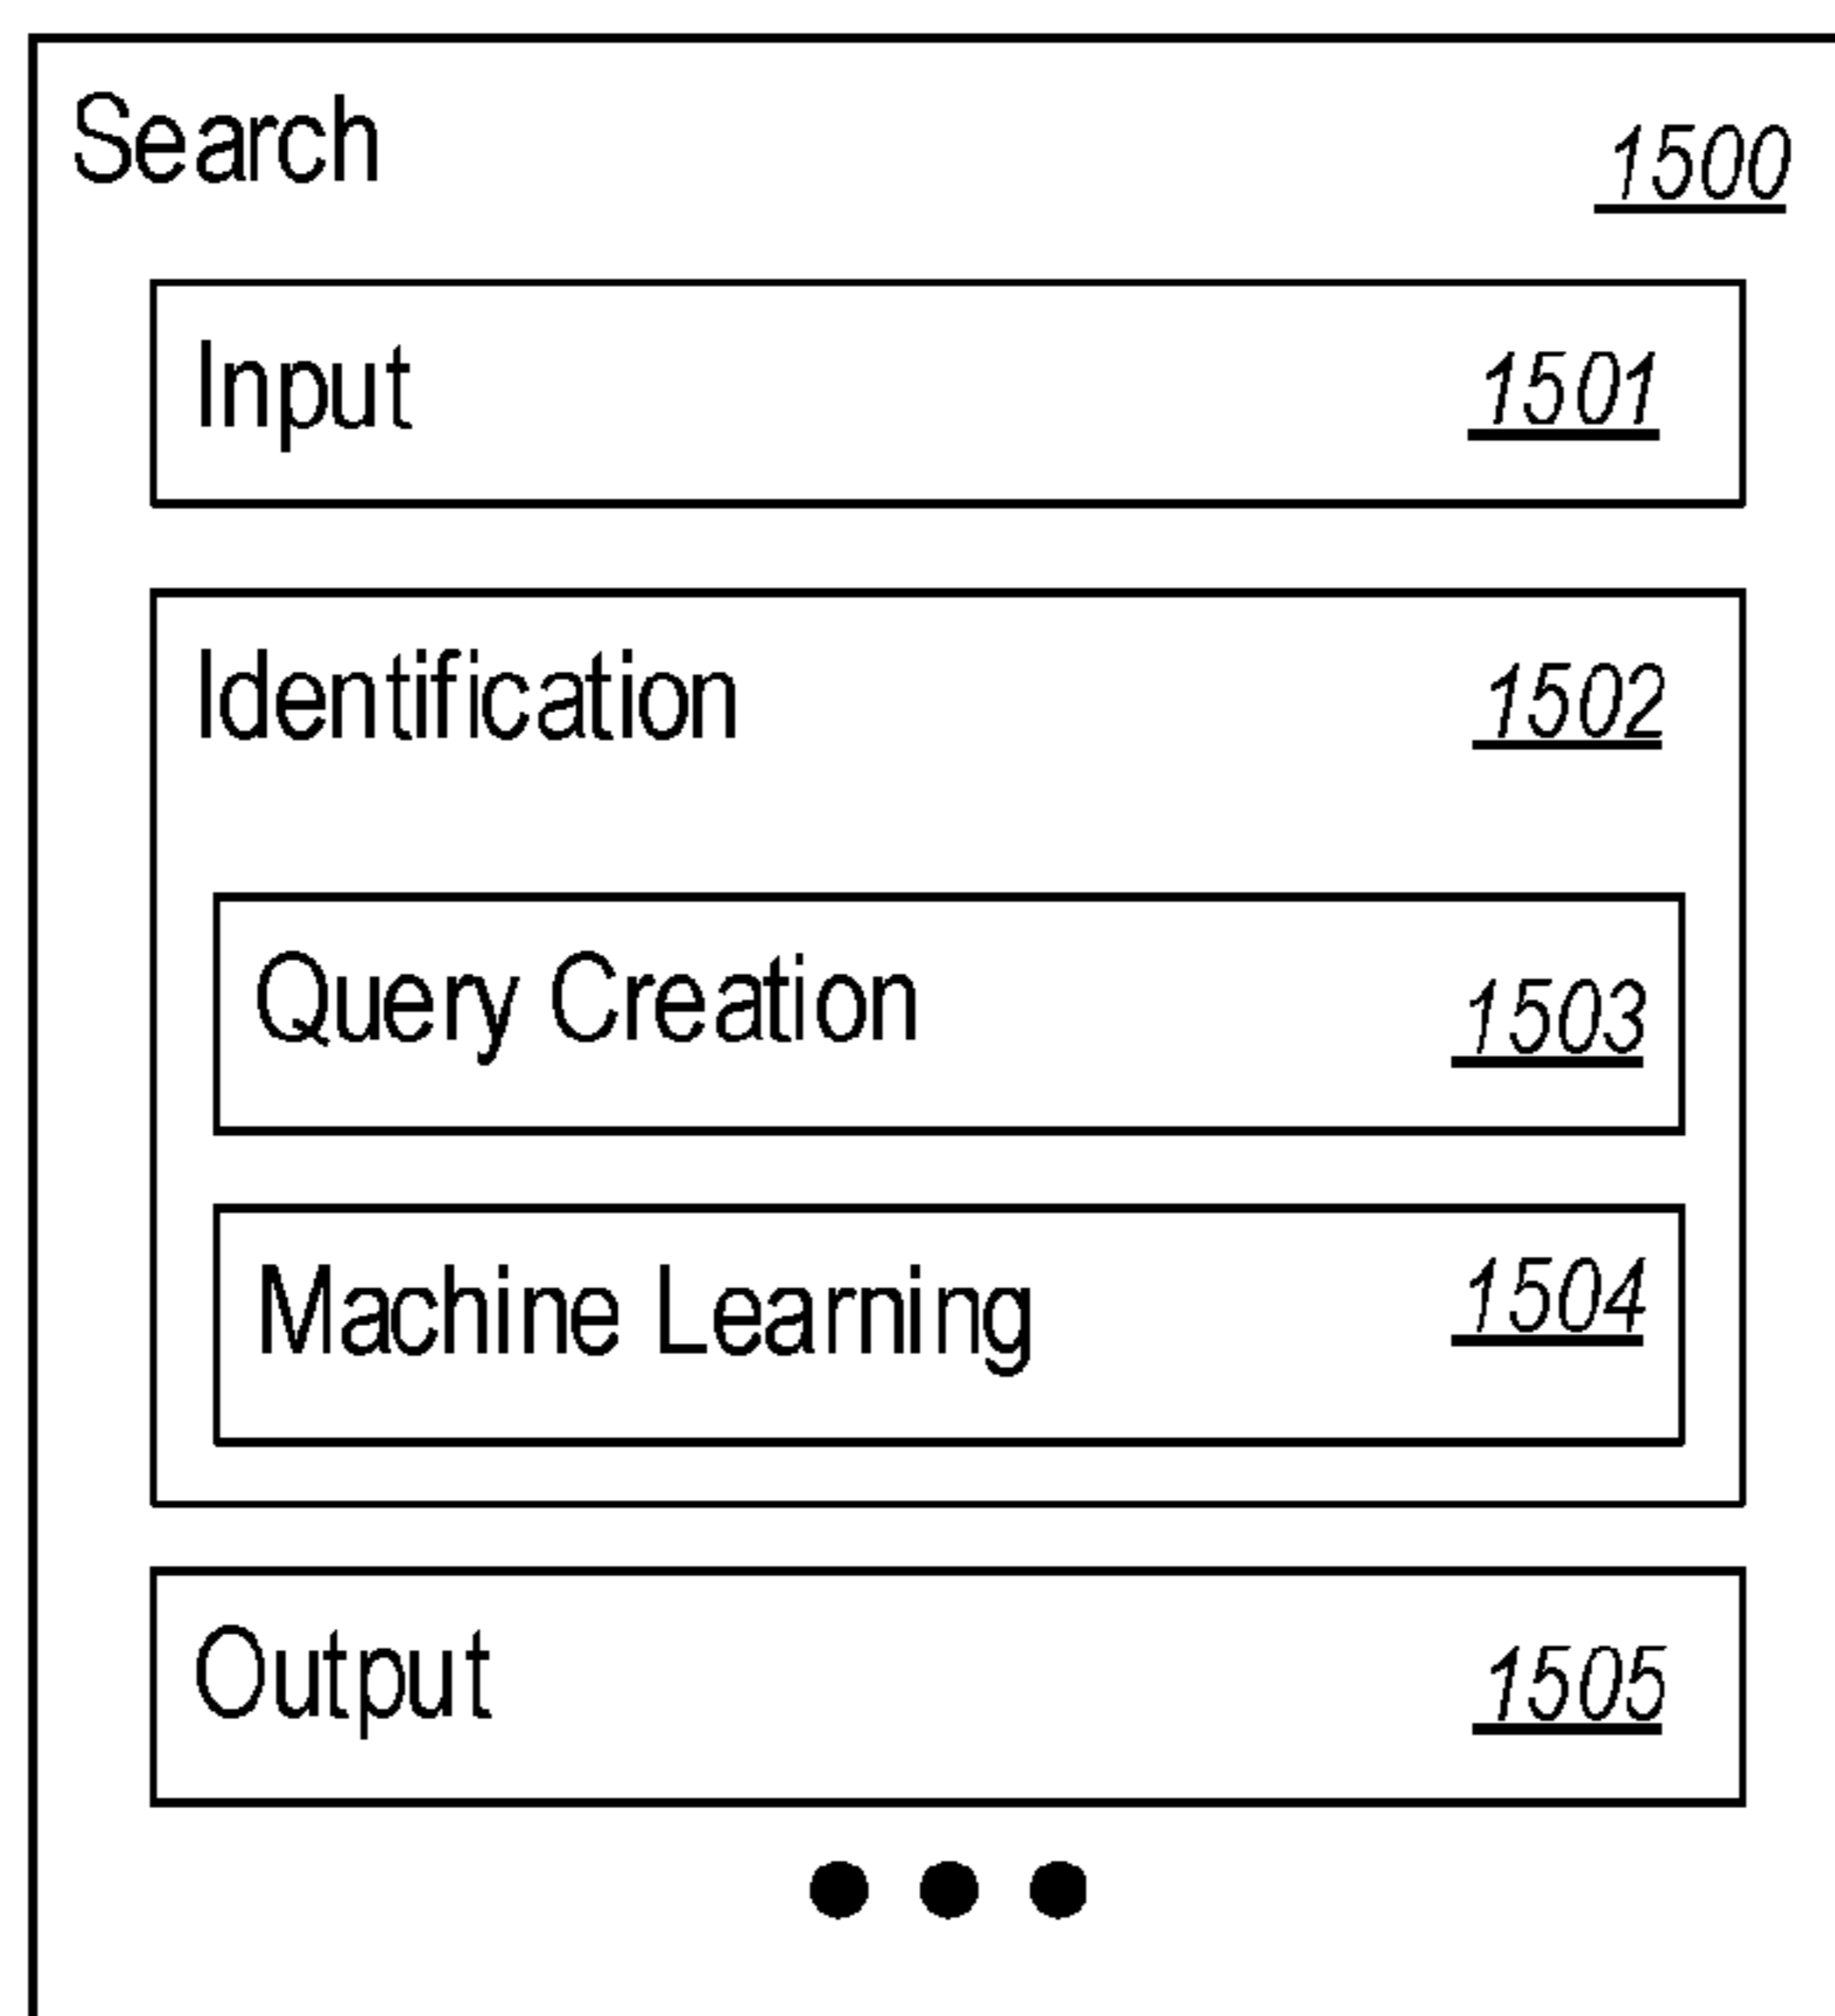 Search 1500
Input 1501
Identification 1502
Query Creation 1503
Machine Learning 1504
Output 1505